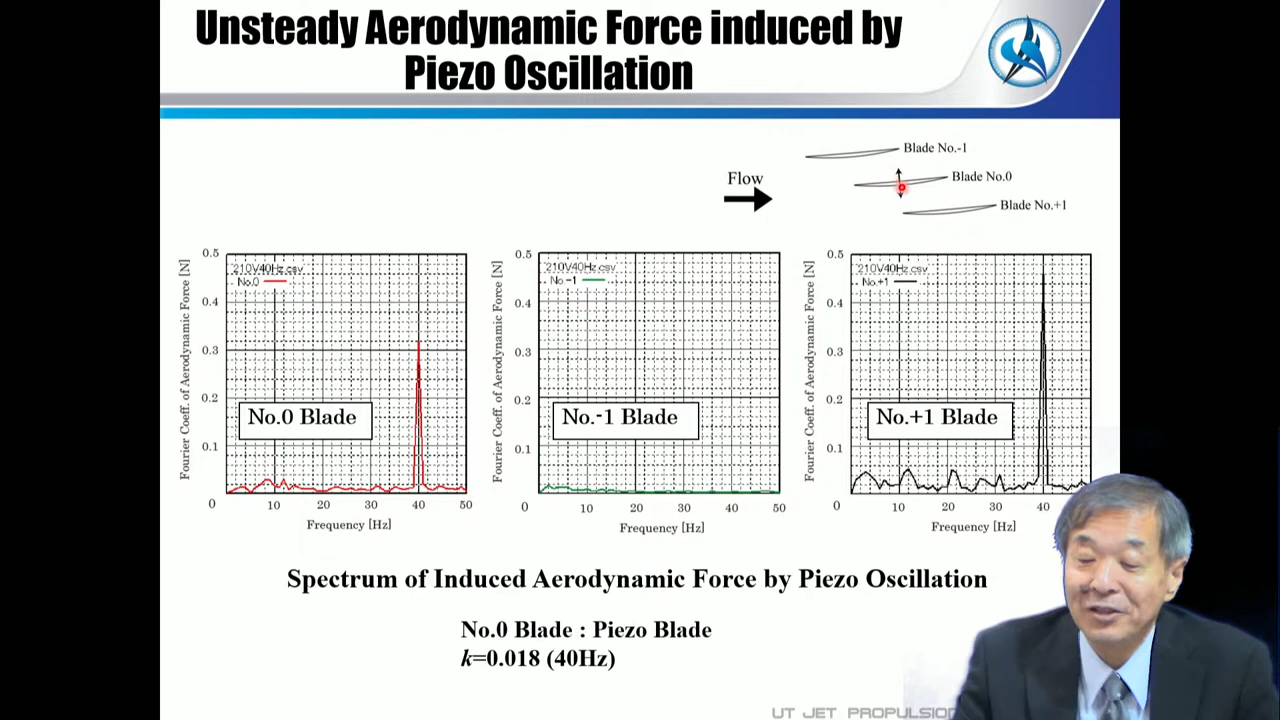 Unsteady Aerodynamic Force induced by
Piezo Oscillation
Blade No.-1
Flow
Blade No.0
Blade No.+1
0.5
0.4
0.3
0.2
0.1
0
10
20
30
40
50
Fourier Coeff. of Aerodynamic Force [N]
210V40Hz.csv
No.0
No.0 Blade
Frequency [Hz]
0.5
0.4
0.3
0.2
0.1
0
10
20
30
40
50
Fourier Coeff. of Aerodynamic Force [N]
210V40Hz.csv
No.-1
No.-1 Blade
Frequency [Hz]
0.5
0.4
0.3
0.2
0.1
0
10
20
30
40
Fourier Coeff. of Aerodynamic Force [N]
210V40Hz.csv
No.+1
No.+1 Blade
Frequency [Hz]
Spectrum of Induced Aerodynamic Force by Piezo Oscillation
No.0 Blade : Piezo Blade
k=0.018 (40Hz)
UT JET PROPULSION